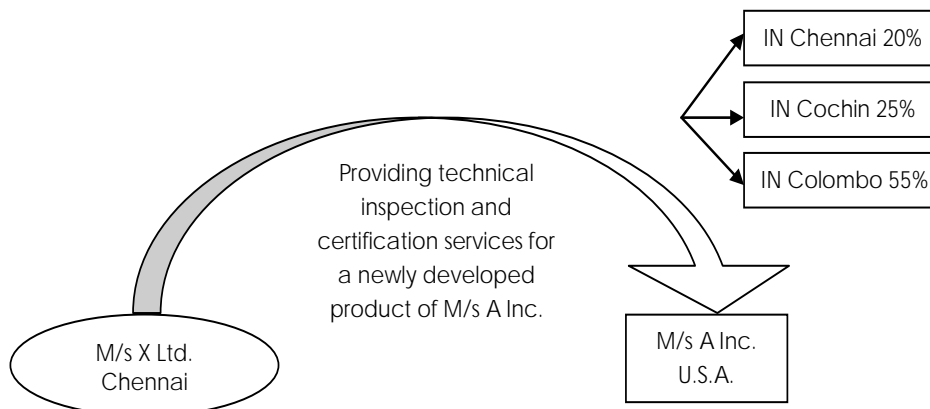 IN Chennai 20%
IN Cochin 25%
IN Colombo 55%
Providing technical
inspection and
certification services for
a newly developed
product of M/s A Inc.
M/s X Ltd.
Chennai
M/s A Inc.
U.S.A.